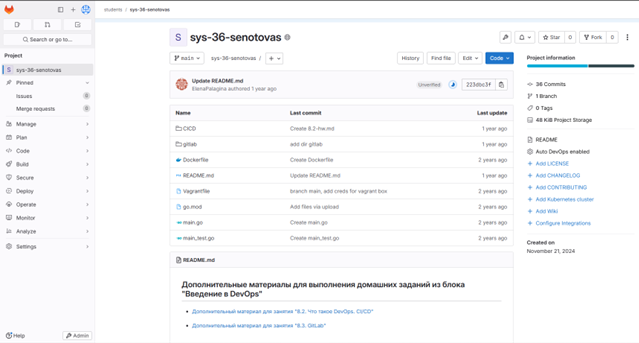 students / sys-36-senotovas
Search or go to...
Project
S sys-36-senotovas
Pinned
Issues 0
Merge requests 0
Manage
Plan
Code
Build
Secure
Deploy
Operate
Monitor
Analyze
Settings
Help
Admin
S sys-36-senotovas
Star 0
Fork 0
main
sys-36-senotovas /
History
Find file
Edit
Code
Update README.md
ElenaPalagina authored 1 year ago
Unverified
223dbc3f
Name Last commit Last update
CICD Create 8.2-hw.md 1 year ago
gitlab add dir gitlab 1 year ago
Dockerfile Create Dockerfile 2 years ago
README.md Update README.md 1 year ago
Vagrantfile branch main, add creds for vagrant box 2 years ago
go.mod Add files via upload 2 years ago
main.go Create main.go 2 years ago
main_test.go Create main_test.go 2 years ago
README.md
Дополнительные материалы для выполнения домашних заданий из блока
"Введение в DevOps"
Дополнительный материал для занятия "8.2. Что такое DevOps. CI/CD"
Дополнительный материал для занятия "8.3. GitLab"
Project information
36 Commits
1 Branch
0 Tags
48 KiB Project Storage
README
Auto DevOps enabled
+ Add LICENSE
+ Add CHANGELOG
+ Add CONTRIBUTING
+ Add Kubernetes cluster
+ Add Wiki
+ Configure Integrations
Created on
November 21, 2024